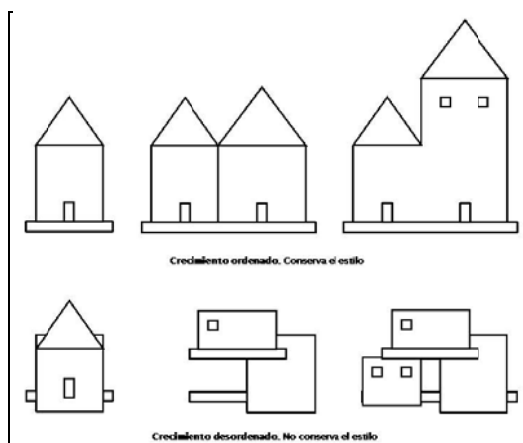 Crecimiento ordenado. Conserva el estilo
Crecimiento desordenado. No conserva el estilo